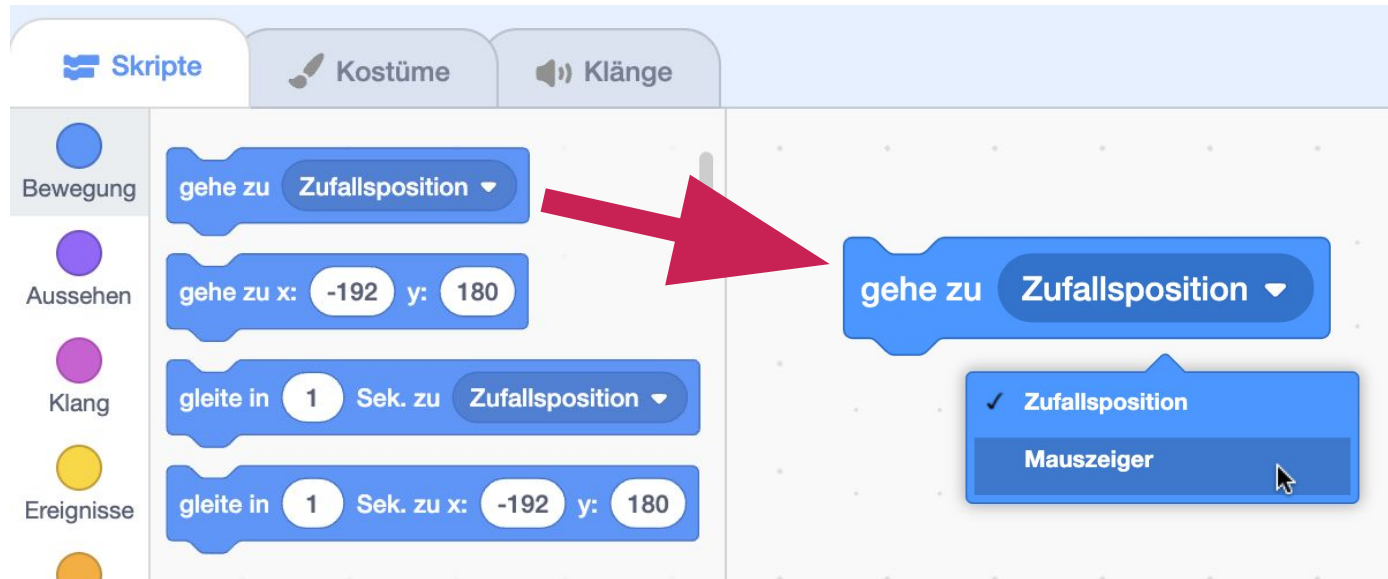 Skripte
Kostüme
Klänge
Bewegung
Aussehen
Klang
Ereignisse
gehe zu Zufallsposition
gehe zu x: -192 y: 180
gleite in 1 Sek. zu Zufallsposition
gleite in 1 Sek. zu x: -192 y: 180
gehe zu Zufallsposition
✓ Zufallsposition
Mauszeiger